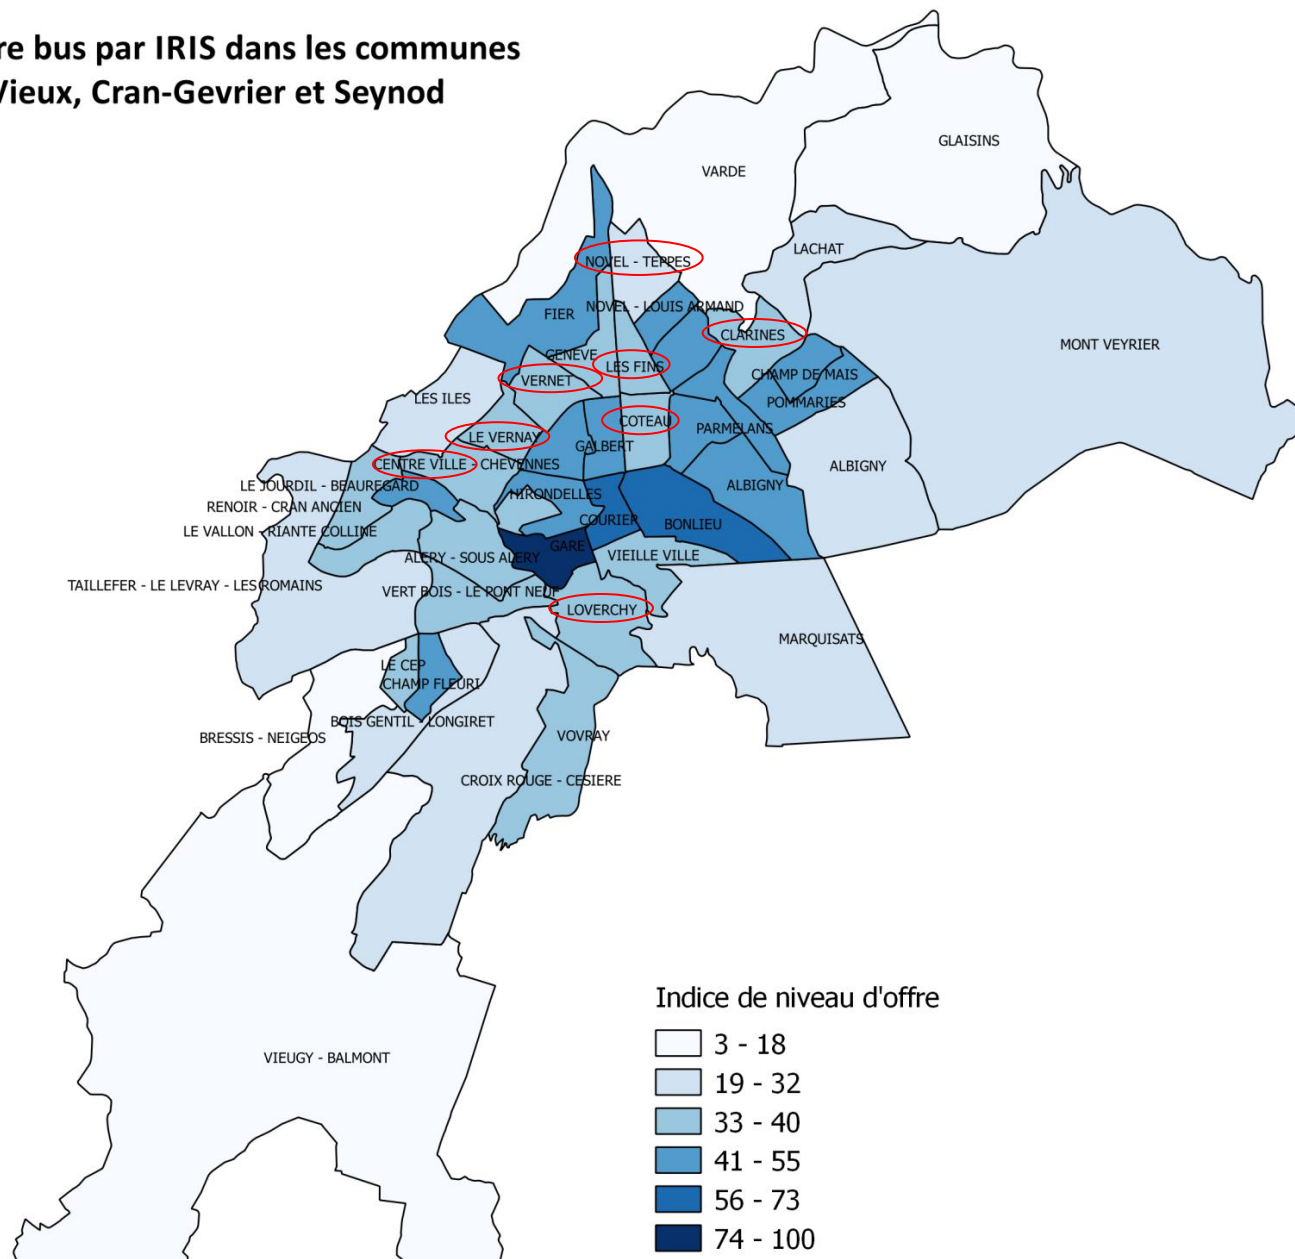 re bus par IRIS dans les communes
Vieux, Cran-Gevrier et Seynod
GLAISINS
VARDE
LACHAT
NOVEL - TEPPES
NOVEL - LOUIS ARMAND
FIER
CLARINES
MONT VEYRIER
GENEVE
LES FINS
CHAMP DE MAIS
VERNET
LES ILES
POMMARIES
COTEAU
PARMELANS
LE VERNAY
GALBERT
CENTRE VILLE - CHEVENNES
ALBIGNY
LE JOURDIL - BEAUREGARD
ALBIGNY
HIRONDELLES
RENOIR - CRAN ANCIEN
COURIER
BONLIEU
LE VALLON - RIANTE COLLINE
GARE
VIEILLE VILLE
ALERY - SOUS ALERY
TAILLEFER - LE LEVRAY - LES ROMAINS
VERT BOIS - LE PONT NEUF
LOVERCHY
MARQUISATS
LE CEP
CHAMP FLEURI
BOIS GENTIL - LONGIRET
BRESSIS - NEIGEOS
VOVRAY
CROIX ROUGE - CESIERE
VIEUGY - BALMONT
Indice de niveau d'offre
3 - 18
19 - 32
33 - 40
41 - 55
56 - 73
74 - 100